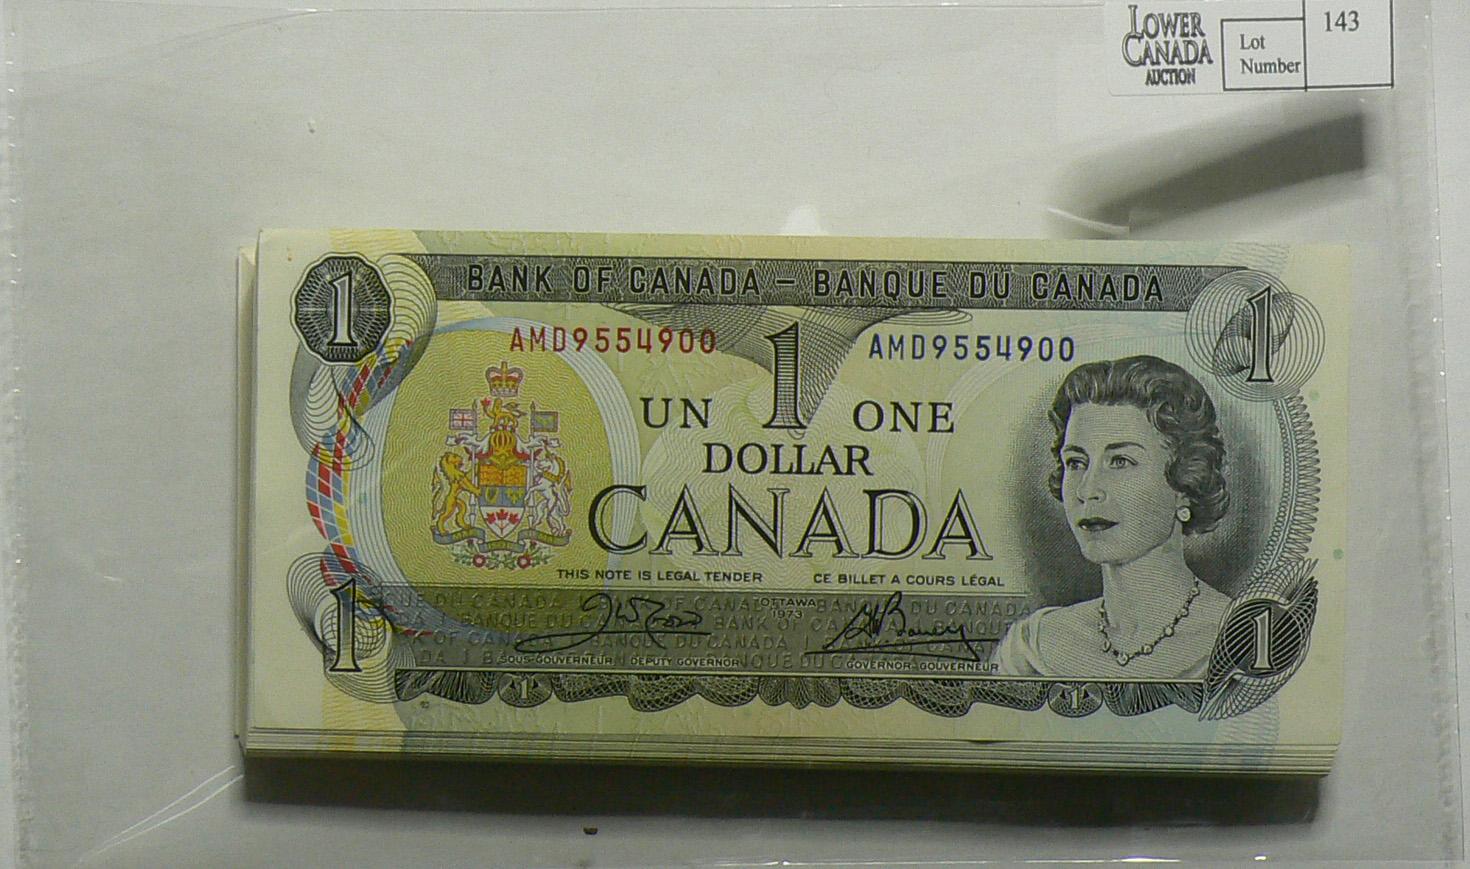 LOWER
CANADA
AUCTION
Lot
Number
143
BANK OF CANADA – BANQUE DU CANADA
1
1
AMD9554900
1
AMD9554900
UN
ONE
DOLLAR
CANADA
THIS NOTE IS LEGAL TENDER
CE BILLET A COURS LÉGAL
OTTAWA
1973
SOUS-GOUVERNEUR DEPUTY GOVERNOR
GOVERNOR-GOUVERNEUR
1
1
1
1